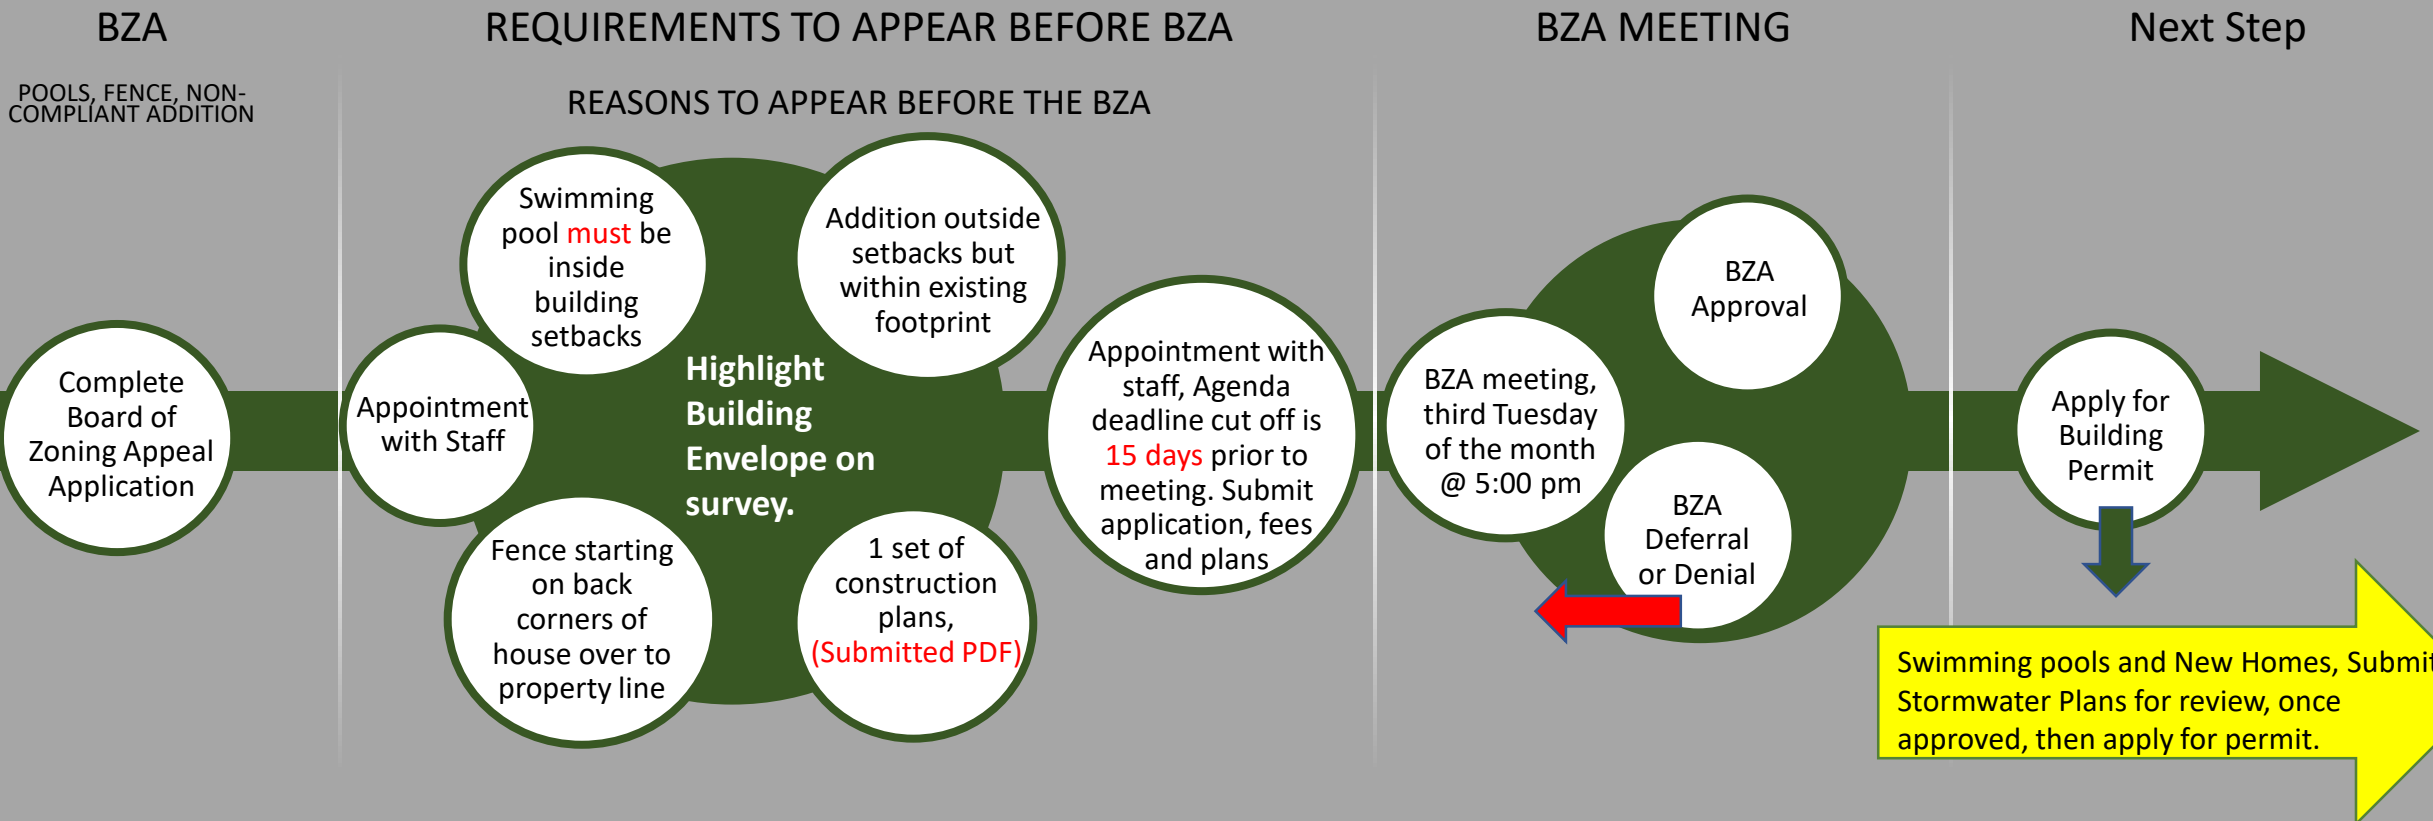 BZA
POOLS, FENCE, NON-
COMPLIANT ADDITION
Complete
Board of
Zoning Appeal
Application
REQUIREMENTS TO APPEAR BEFORE BZA
REASONS TO APPEAR BEFORE THE BZA
Appointment
with Staff
Swimming
pool must be
inside
building
setbacks
Addition outside
setbacks but
within existing
footprint
Highlight
Building
Envelope on
survey.
Fence starting
on back
corners of
house over to
property line
1 set of
construction
plans,
(Submitted PDF)
Appointment with
staff, Agenda
deadline cut off is
15 days prior to
meeting. Submit
application, fees
and plans
BZA MEETING
BZA meeting,
third Tuesday
of the month
@ 5:00 pm
BZA
Approval
BZA
Deferral
or Denial
Next Step
Apply for
Building
Permit
Swimming pools and New Homes, Submit
Stormwater Plans for review, once
approved, then apply for permit.